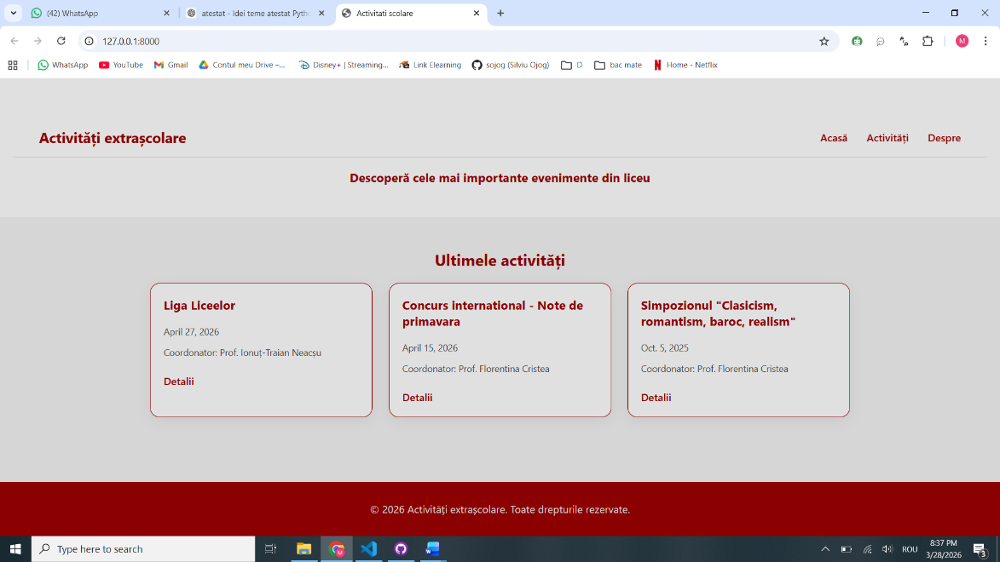 (42) WhatsApp
atestat - Idei teme atestat Pytho
Activitati scolare
127.0.0.1:8000
M
WhatsApp
YouTube
Gmail
Contul meu Drive –...
Disney+ | Streaming...
Link Elearning
sojog (Silviu Ojog)
D
bac mate
Home - Netflix
Activități extrașcolare
Acasă
Activități
Despre
Descoperă cele mai importante evenimente din liceu
Ultimele activități
Liga Liceelor
April 27, 2026
Coordonator: Prof. Ionuț-Traian Neacșu
Detalii
Concurs international - Note de
primavara
April 15, 2026
Coordonator: Prof. Florentina Cristea
Detalii
Simpozionul "Clasicism,
romantism, baroc, realism"
Oct. 5, 2025
Coordonator: Prof. Florentina Cristea
Detalii
© 2026 Activități extrașcolare. Toate drepturile rezervate.
Type here to search
ROU
8:37 PM
3/28/2026
3